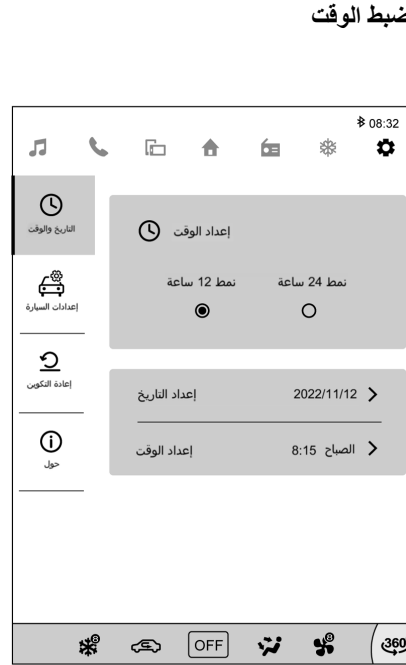 ضبط الوقت
08:32
التاريخ والوقت
إعداد الوقت
نمط 24 ساعة
نمط 12 ساعة
إعدادات السيارة
إعادة التكوين
حول
إعداد التاريخ
2022/11/12
إعداد الوقت
8:15 الصباح
OFF
360